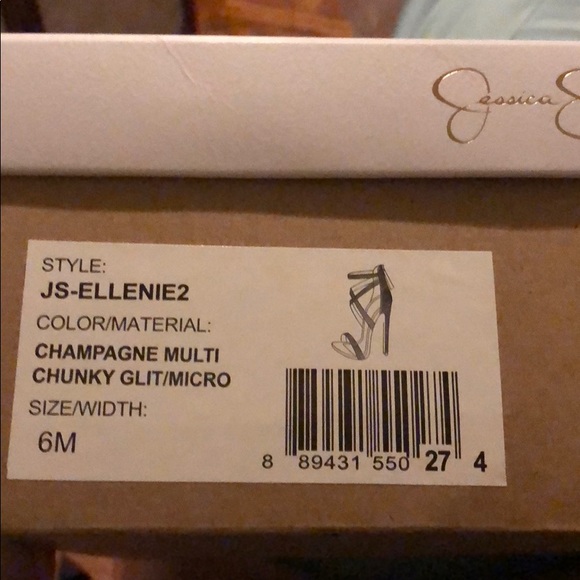 Jessica
STYLE:
JS-ELLENIE2
COLOR/MATERIAL:
CHAMPAGNE MULTI
CHUNKY GLIT/MICRO
SIZE/WIDTH:
6M
8 89431 550 27 4